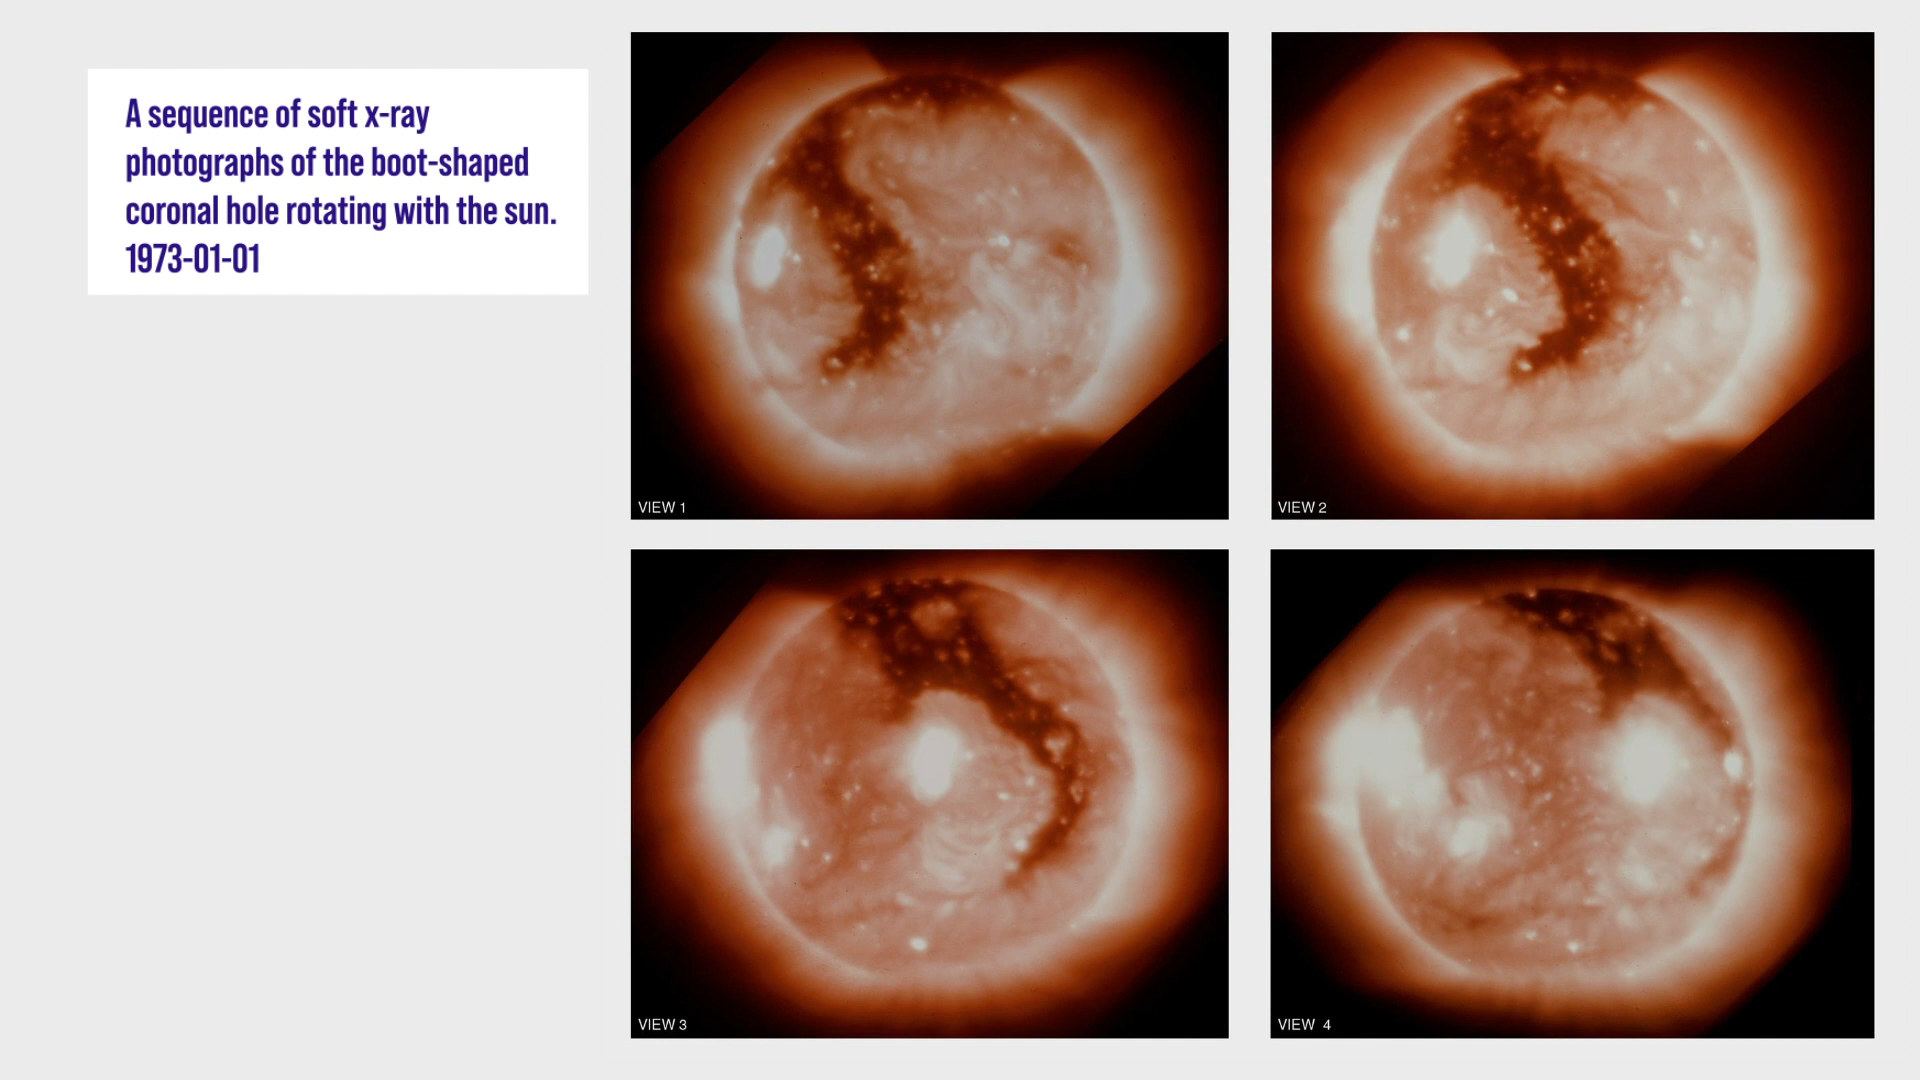 A sequence of soft x-ray
photographs of the boot-shaped
coronal hole rotating with the sun.
1973-01-01
VIEW 1
VIEW 2
VIEW 3
VIEW 4